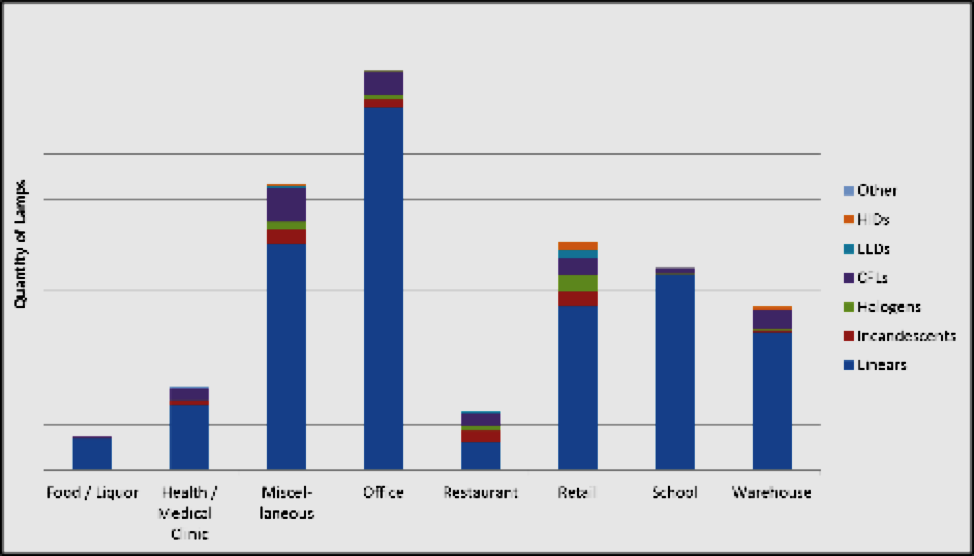 Quantity of Lamps
Other
HIDs
LEDs
CFLs
Halogens
Incandescents
Linears
Food / Liquor
Health /
Medical
Clinic
Miscel-
laneous
Office
Restaurant
Retail
School
Warehouse